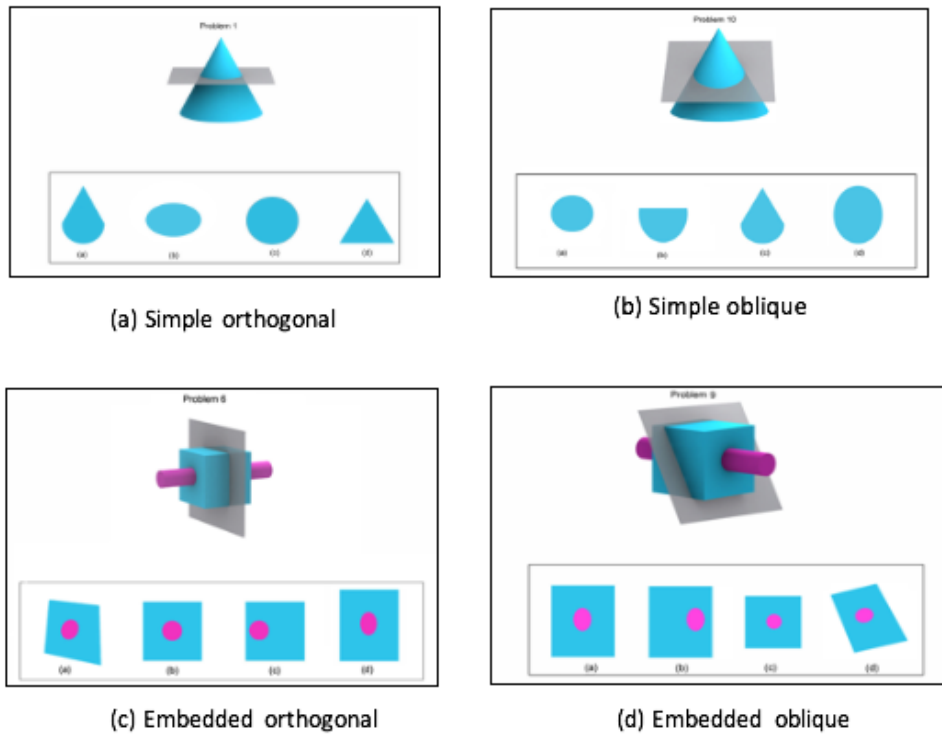 Problem 1
(a) (b) (c) (d)
(a) Simple orthogonal
Problem 10
(a) (b) (c) (d)
(b) Simple oblique
Problem 6
(a) (b) (c) (d)
(c) Embedded orthogonal
Problem 9
(a) (b) (c) (d)
(d) Embedded oblique